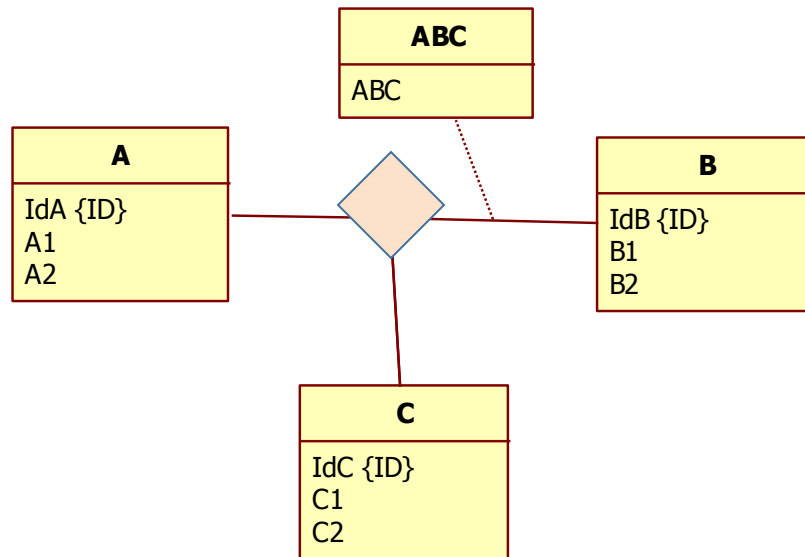 ABC
ABC
A
IdA {ID}
A1
A2
B
IdB {ID}
B1
B2
C
IdC {ID}
C1
C2